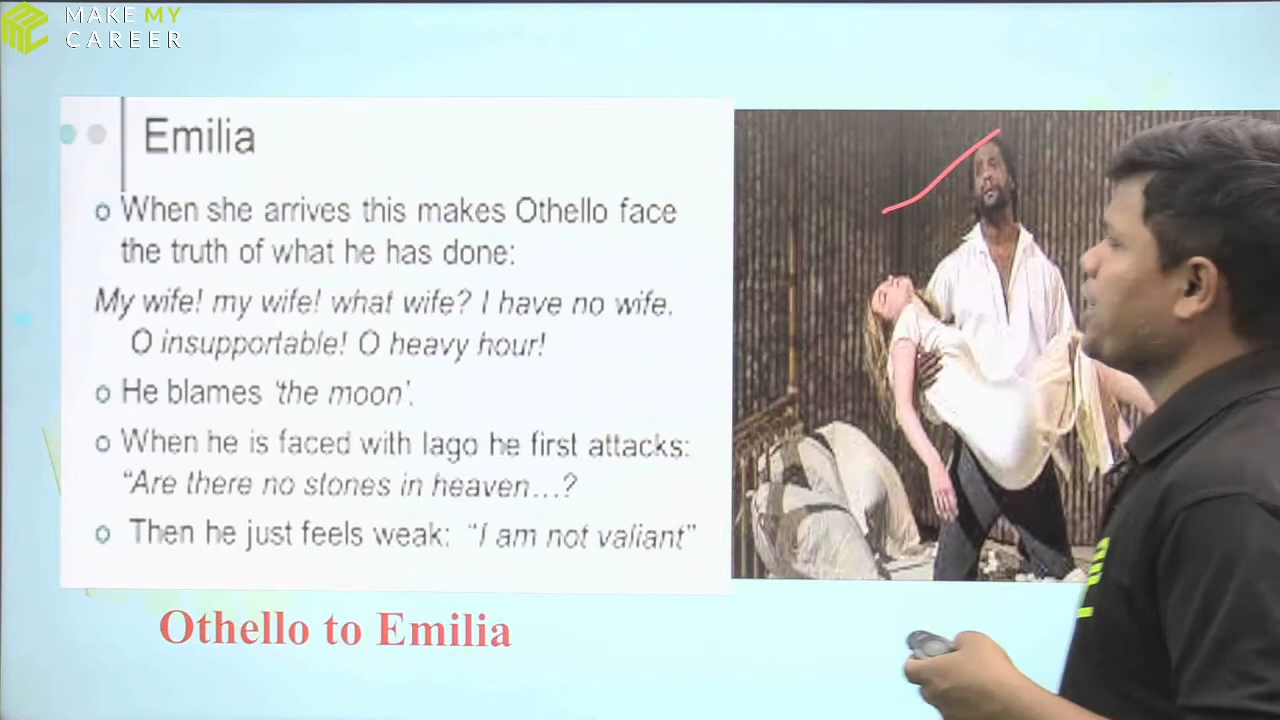 MAKE MY
CAREER
Emilia
When she arrives this makes Othello face
the truth of what he has done:
My wife! my wife! what wife? I have no wife.
O insupportable! O heavy hour!
He blames 'the moon'.
When he is faced with Iago he first attacks:
"Are there no stones in heaven...?
Then he just feels weak: "I am not valiant"
Othello to Emilia